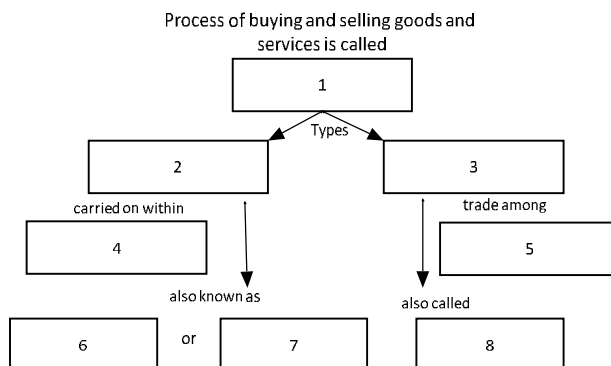 Process of buying and selling goods and
services is called
1
Types
2
3
carried on within
trade among
4
5
also known as
also called
6
or
7
8